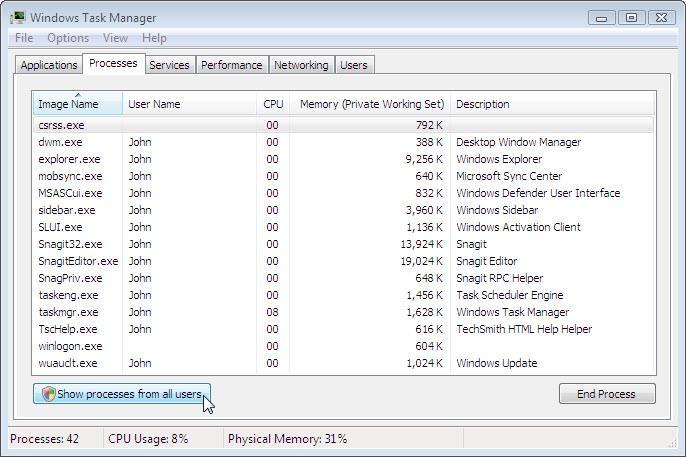 Windows Task Manager
File Options View Help
Applications Processes Services Performance Networking Users
Image Name User Name CPU Memory (Private Working Set) Description
csrss.exe 00 792 K
dwm.exe John 00 388 K Desktop Window Manager
explorer.exe John 00 9,256 K Windows Explorer
mobsync.exe John 00 640 K Microsoft Sync Center
MSASCui.exe John 00 832 K Windows Defender User Interface
sidebar.exe John 00 3,960 K Windows Sidebar
SLUI.exe John 00 1,136 K Windows Activation Client
Snagit32.exe John 00 13,924 K Snagit
SnagitEditor.exe John 00 19,024 K Snagit Editor
SnagPriv.exe John 00 648 K Snagit RPC Helper
taskeng.exe John 00 1,456 K Task Scheduler Engine
taskmgr.exe John 08 1,628 K Windows Task Manager
TscHelp.exe John 00 616 K TechSmith HTML Help Helper
winlogon.exe 00 604 K
wuauclt.exe John 00 1,024 K Windows Update
Show processes from all users End Process
Processes: 42 CPU Usage: 8% Physical Memory: 31%